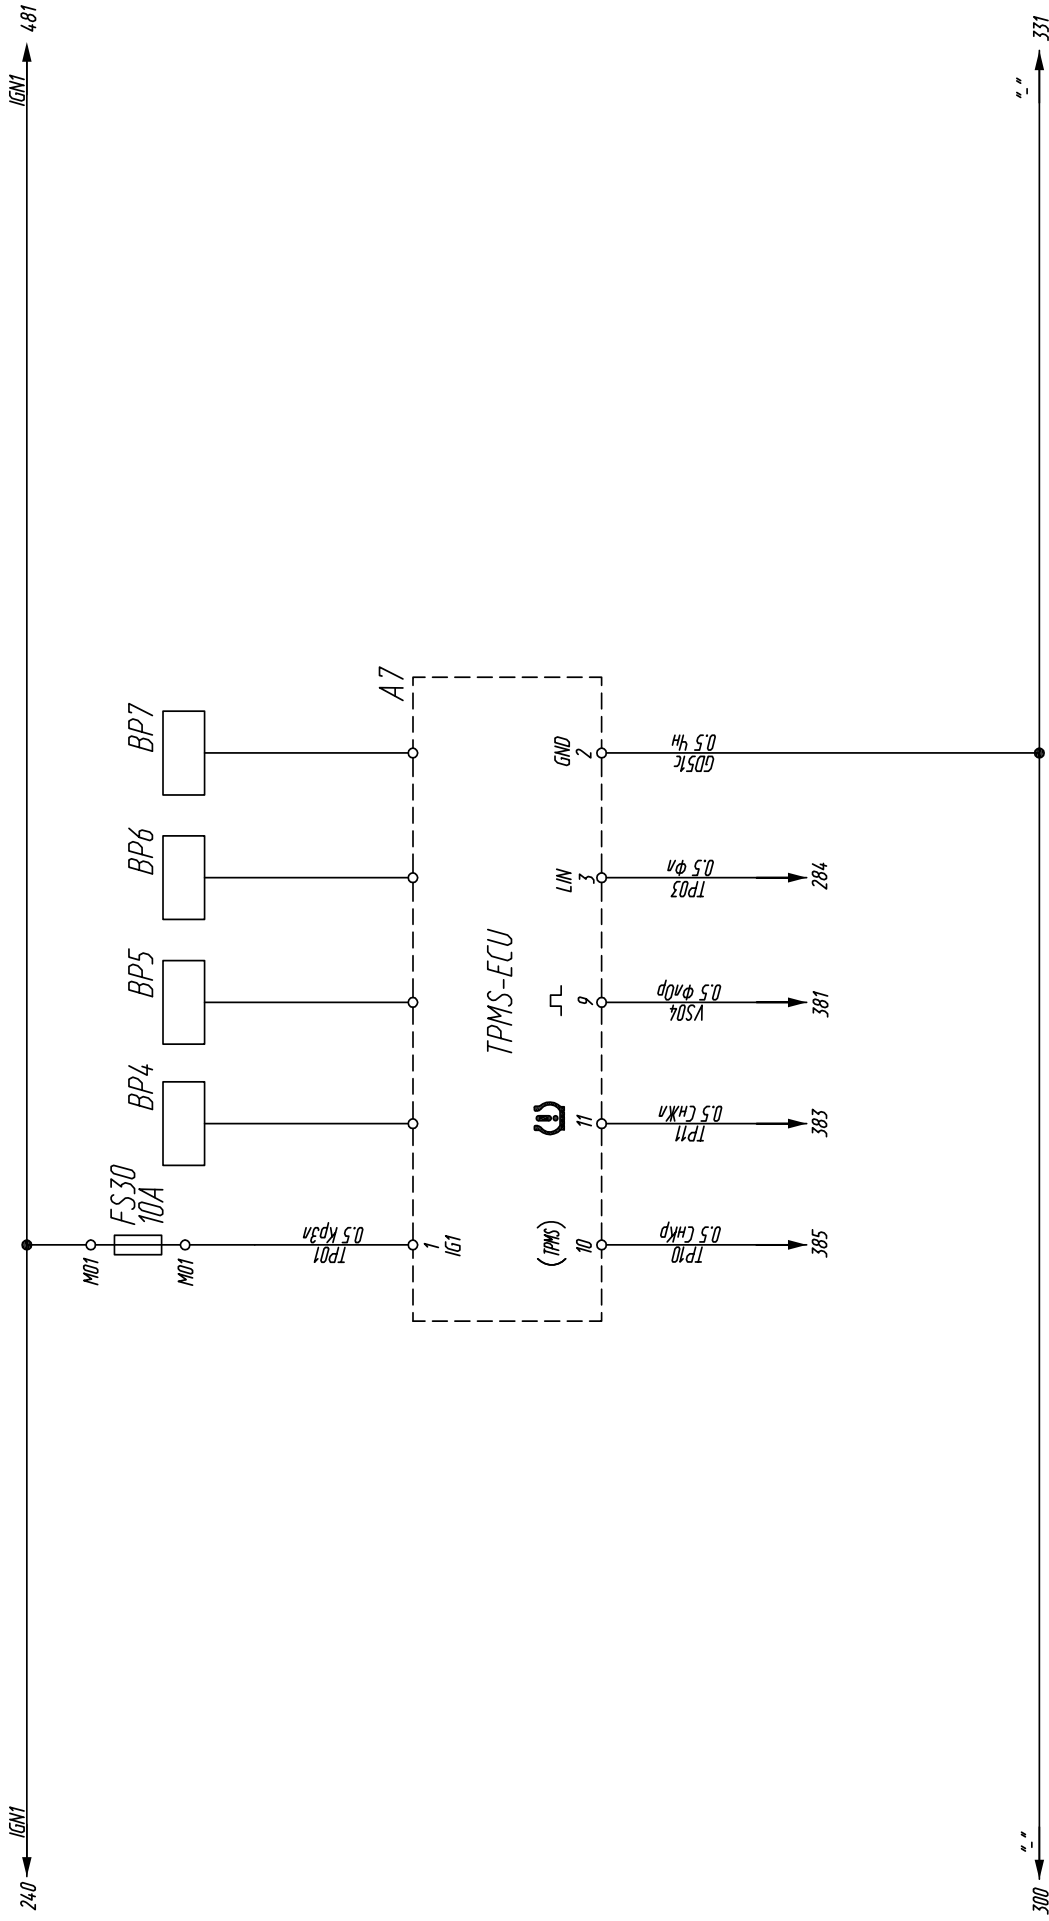 240
IGN1
IGN1
481
M01
FS30
10A
M01
BP4
BP5
BP6
BP7
TP01
0.5 КрЗл
A7
1
IG1
TPMS-ECU
(TPMS)
10
11
9
LIN
3
GND
2
TP10
0.5 СнКр
TP11
0.5 СнЖл
VS04
0.5 ФлОр
TP03
0.5 Фл
GD51c
0.5 Чн
385
383
381
284
300
"-"
"-"
331